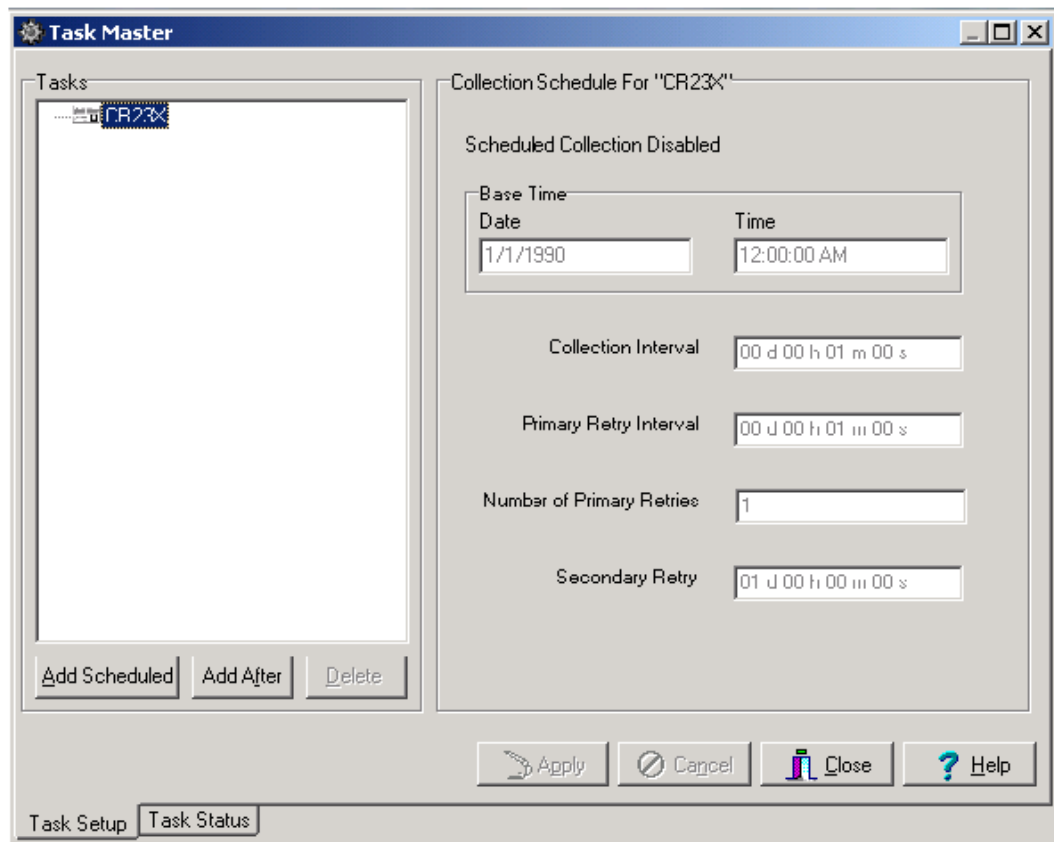 Task Master
Tasks
CR23X
Add Scheduled
Add After
Delete
Collection Schedule For "CR23X"
Scheduled Collection Disabled
Base Time
Date
Time
1/1/1990
12:00:00 AM
Collection Interval
00 d 00 h 01 m 00 s
Primary Retry Interval
00 d 00 h 01 m 00 s
Number of Primary Retries
1
Secondary Retry
01 d 00 h 00 m 00 s
Apply
Cancel
Close
Help
Task Setup
Task Status